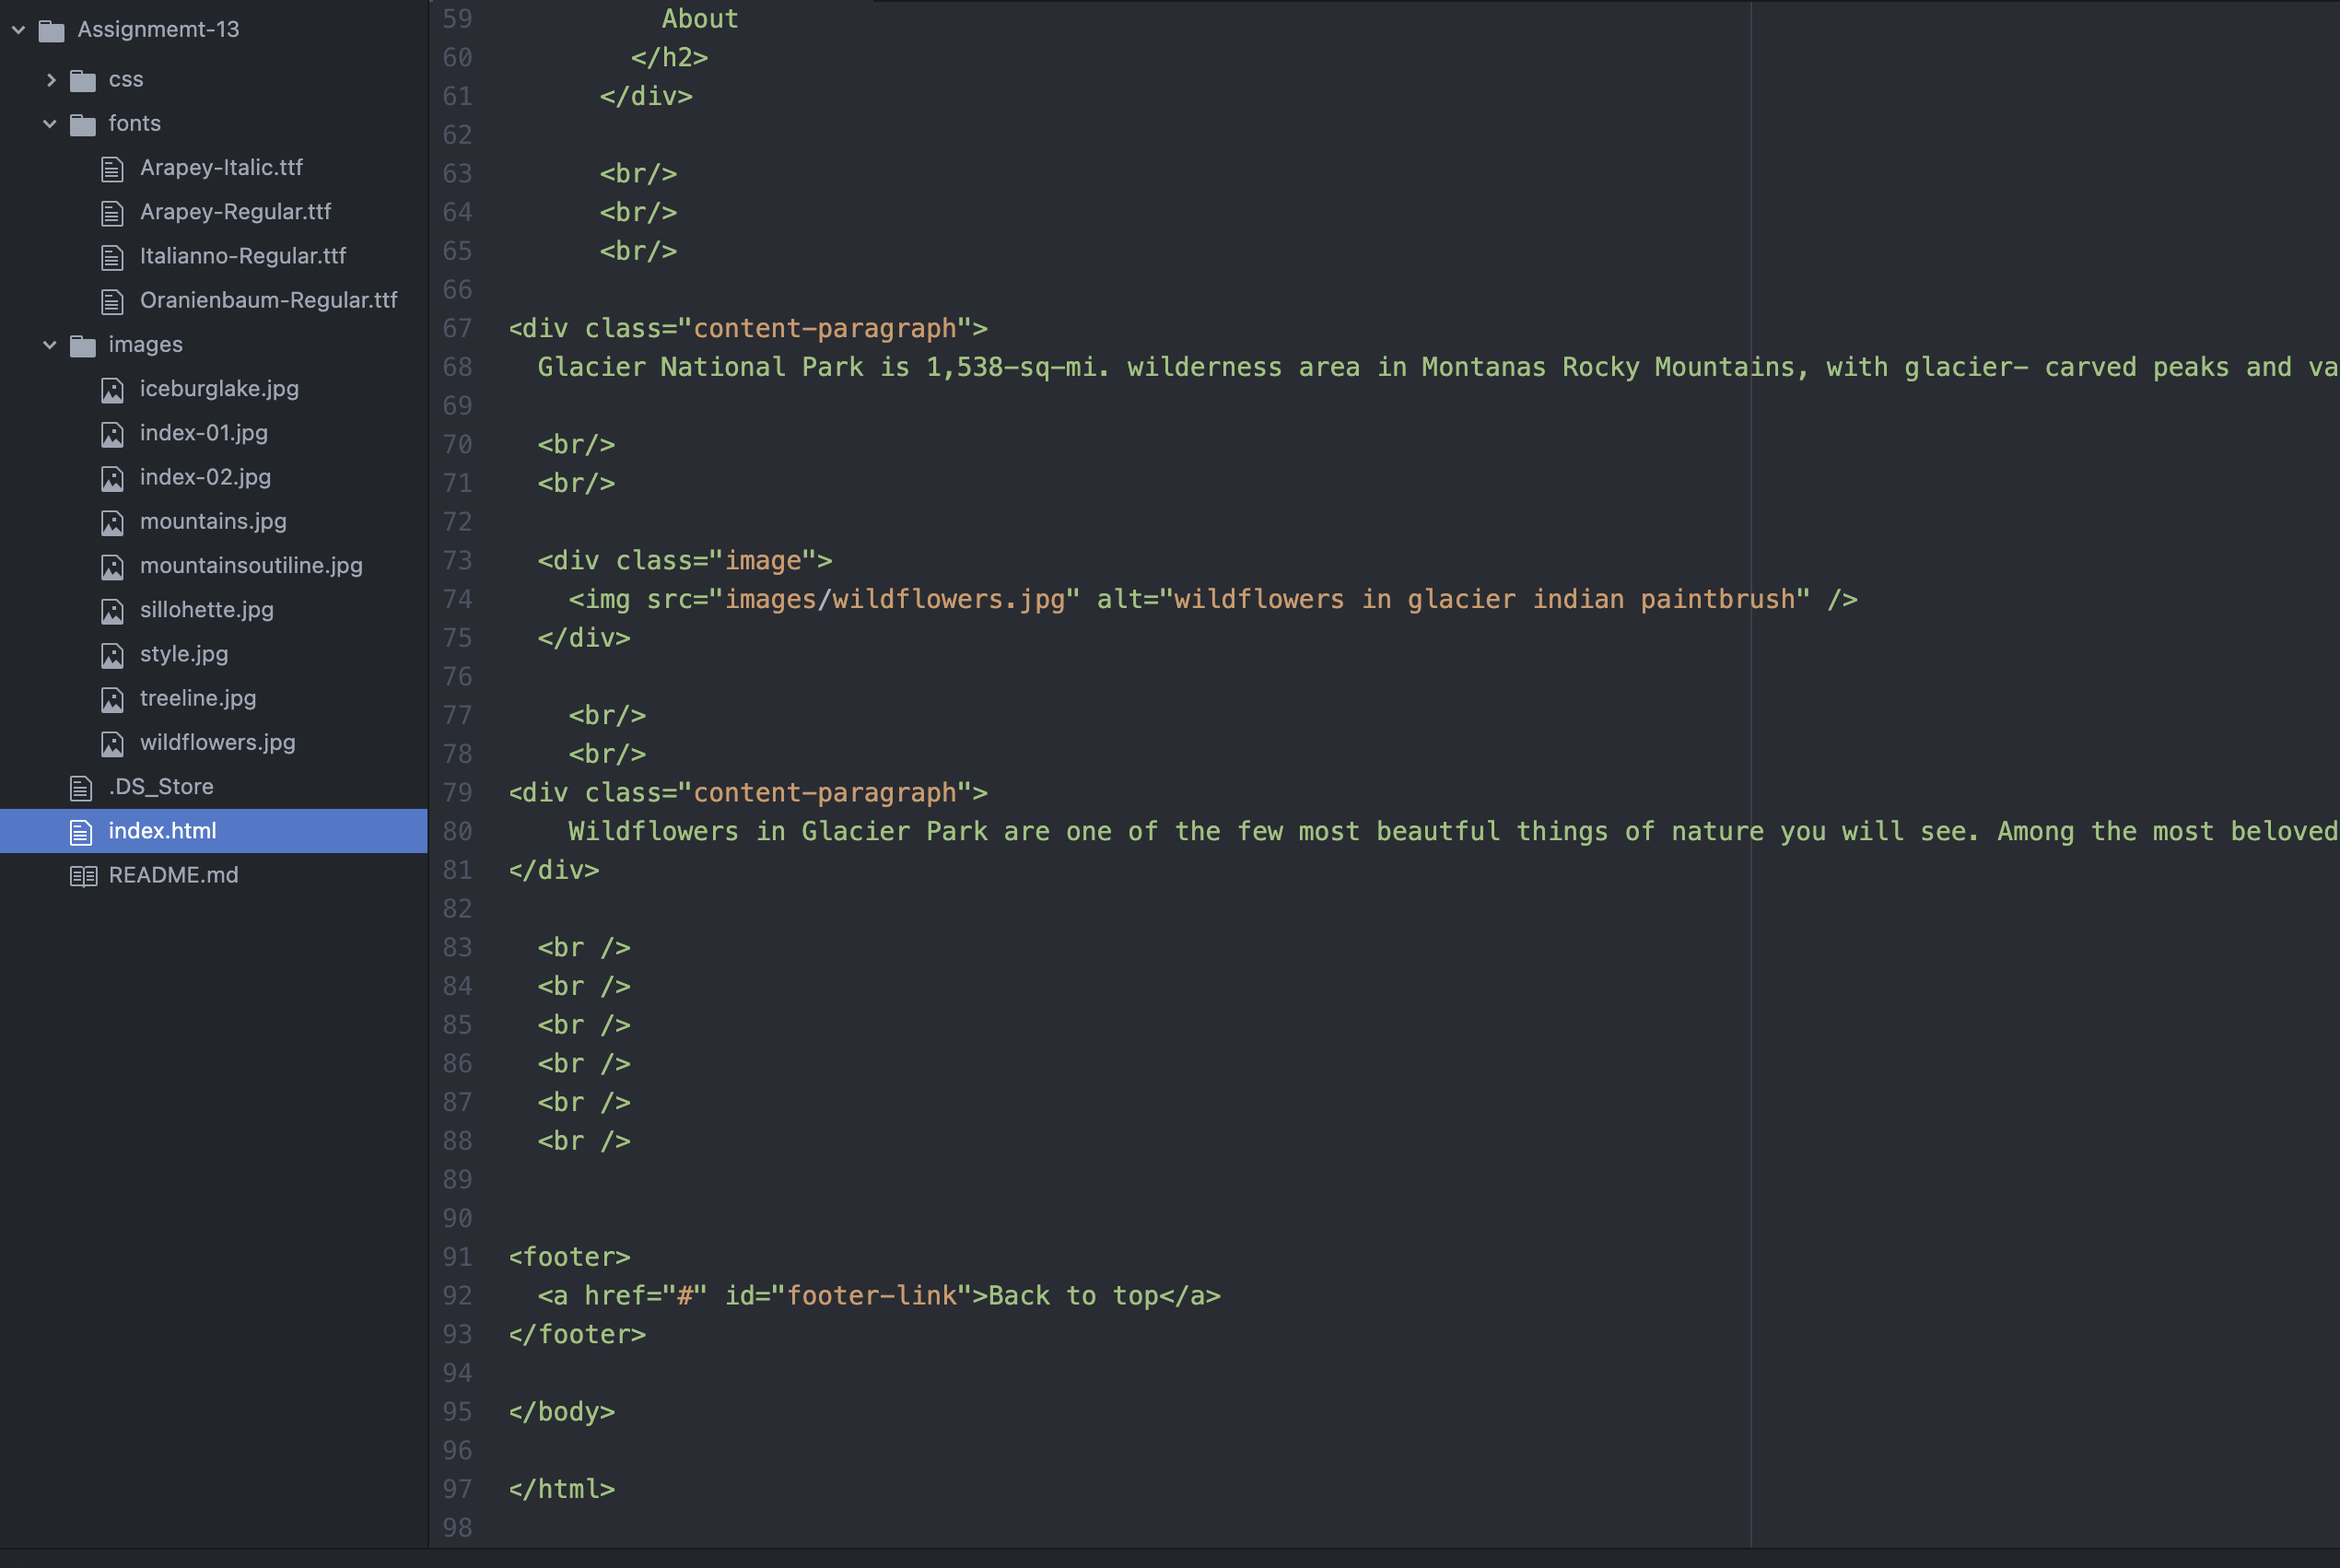 Assignmemt-13
css
fonts
Arapey-Italic.ttf
Arapey-Regular.ttf
Italianno-Regular.ttf
Oranienbaum-Regular.ttf
images
iceburglake.jpg
index-01.jpg
index-02.jpg
mountains.jpg
mountainsoutiline.jpg
sillohette.jpg
style.jpg
treeline.jpg
wildflowers.jpg
.DS_Store
index.html
README.md
59 About
60 </h2>
61 </div>
62
63 <br/>
64 <br/>
65 <br/>
66
67 <div class="content-paragraph">
68 Glacier National Park is 1,538-sq-mi. wilderness area in Montanas Rocky Mountains, with glacier- carved peaks and va
69
70 <br/>
71 <br/>
72
73 <div class="image">
74 <img src="images/wildflowers.jpg" alt="wildflowers in glacier indian paintbrush" />
75 </div>
76
77 <br/>
78 <br/>
79 <div class="content-paragraph">
80 Wildflowers in Glacier Park are one of the few most beautful things of nature you will see. Among the most beloved
81 </div>
82
83 <br />
84 <br />
85 <br />
86 <br />
87 <br />
88 <br />
89
90
91 <footer>
92 <a href="#" id="footer-link">Back to top</a>
93 </footer>
94
95 </body>
96
97 </html>
98